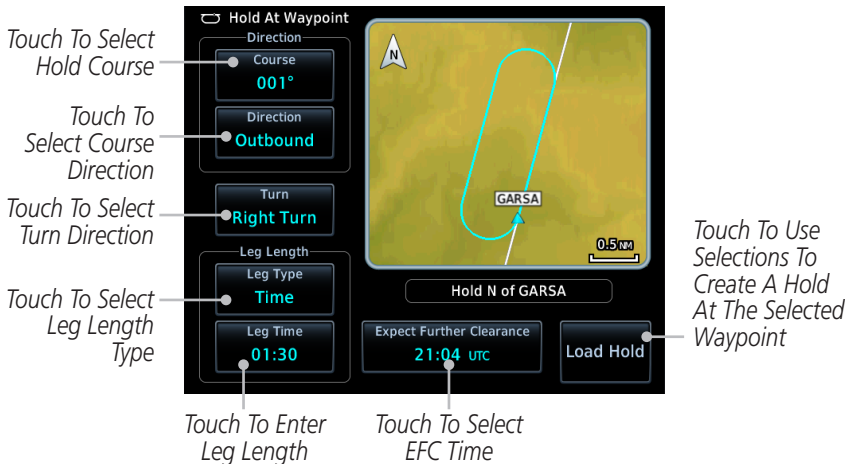 Hold At Waypoint
Direction
Touch To Select
Hold Course
Course
001°
Touch To
Select Course
Direction
Direction
Outbound
Touch To Select
Turn Direction
Turn
Right Turn
Leg Length
Touch To Select
Leg Length
Type
Leg Type
Time
Leg Time
01:30
Touch To Enter
Leg Length
N
GARSA
0.5 NM
Hold N of GARSA
Expect Further Clearance
21:04 UTC
Touch To Select
EFC Time
Load Hold
Touch To Use
Selections To
Create A Hold
At The Selected
Waypoint